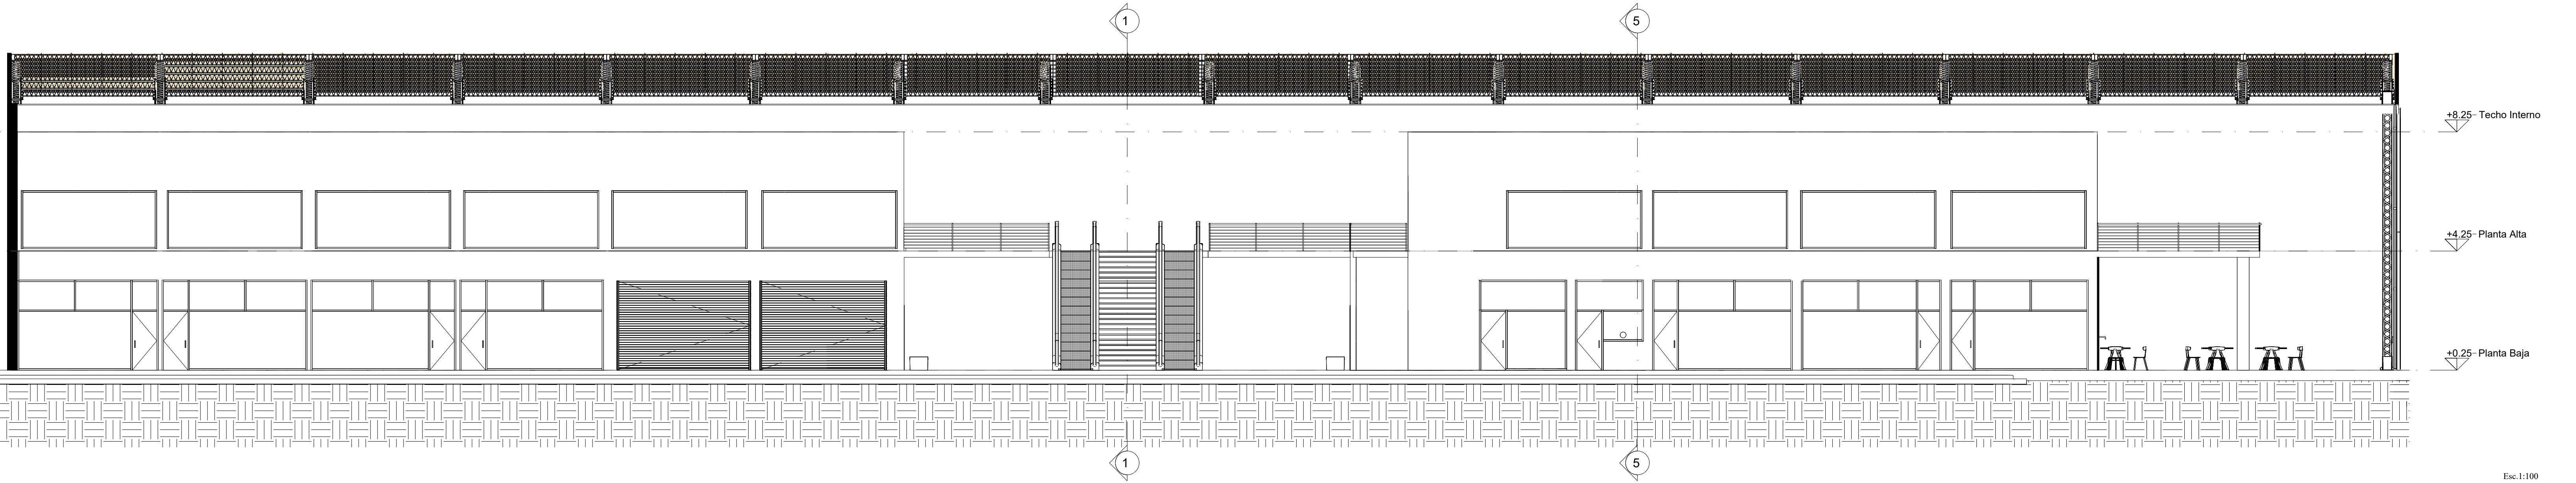 1
5
+8.25 Techo Interno
+4.25 Planta Alta
+0.25 Planta Baja
1
5
Esc.1:100